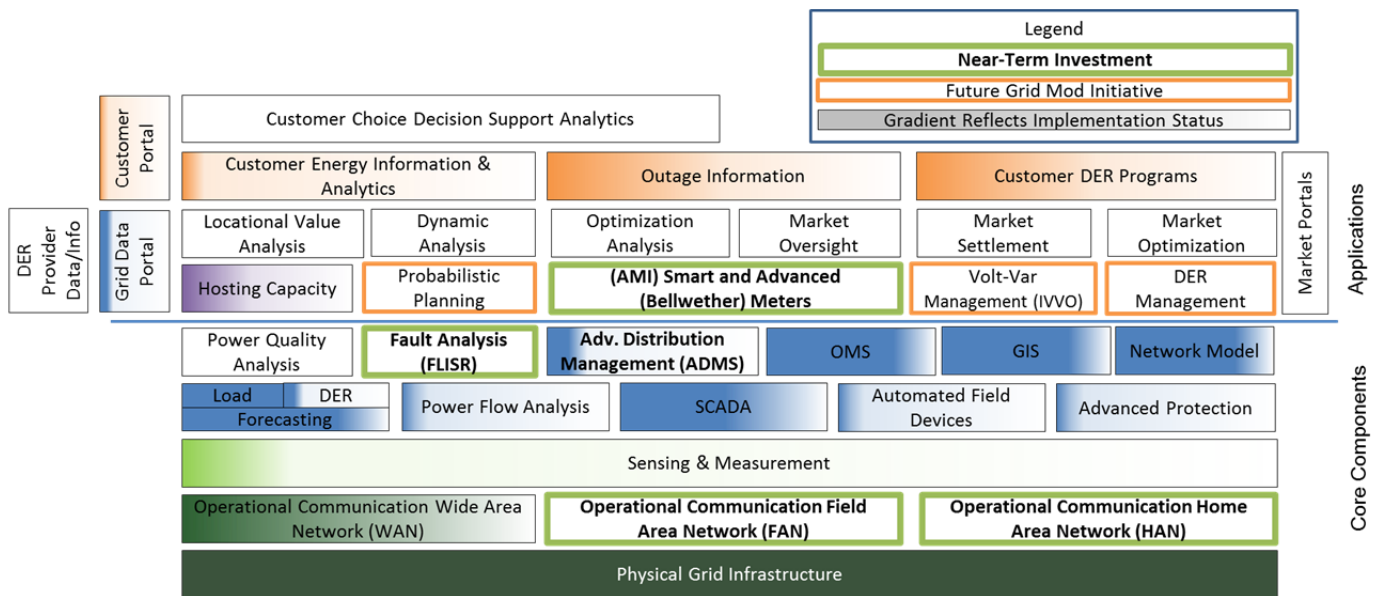 Legend
Near-Term Investment
Future Grid Mod Initiative
Gradient Reflects Implementation Status
Customer
Portal
Customer Choice Decision Support Analytics
Customer Energy Information &
Analytics
Outage Information
Customer DER Programs
DER
Provider
Data/Info
Grid Data
Portal
Locational Value
Analysis
Dynamic
Analysis
Optimization
Analysis
Market
Oversight
Market
Settlement
Market
Optimization
Market Portals
Applications
Hosting Capacity
Probabilistic
Planning
(AMI) Smart and Advanced
(Bellwether) Meters
Volt-Var
Management (IVVO)
DER
Management
Power Quality
Analysis
Fault Analysis
(FLISR)
Adv. Distribution
Management (ADMS)
OMS
GIS
Network Model
Load
DER
Forecasting
Power Flow Analysis
SCADA
Automated Field
Devices
Advanced Protection
Core Components
Sensing & Measurement
Operational Communication Wide Area
Network (WAN)
Operational Communication Field
Area Network (FAN)
Operational Communication Home
Area Network (HAN)
Physical Grid Infrastructure